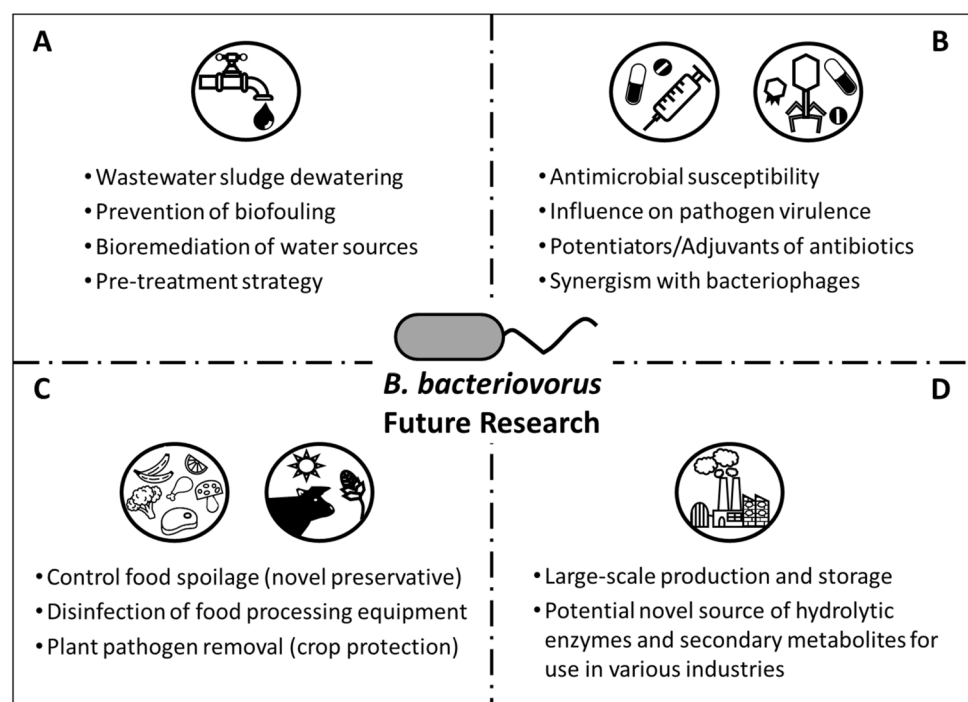 A
• Wastewater sludge dewatering
• Prevention of biofouling
• Bioremediation of water sources
• Pre-treatment strategy
B
• Antimicrobial susceptibility
• Influence on pathogen virulence
• Potentiators/Adjuvants of antibiotics
• Synergism with bacteriophages
B. bacteriovorus
Future Research
C
• Control food spoilage (novel preservative)
• Disinfection of food processing equipment
• Plant pathogen removal (crop protection)
D
• Large-scale production and storage
• Potential novel source of hydrolytic
enzymes and secondary metabolites for
use in various industries